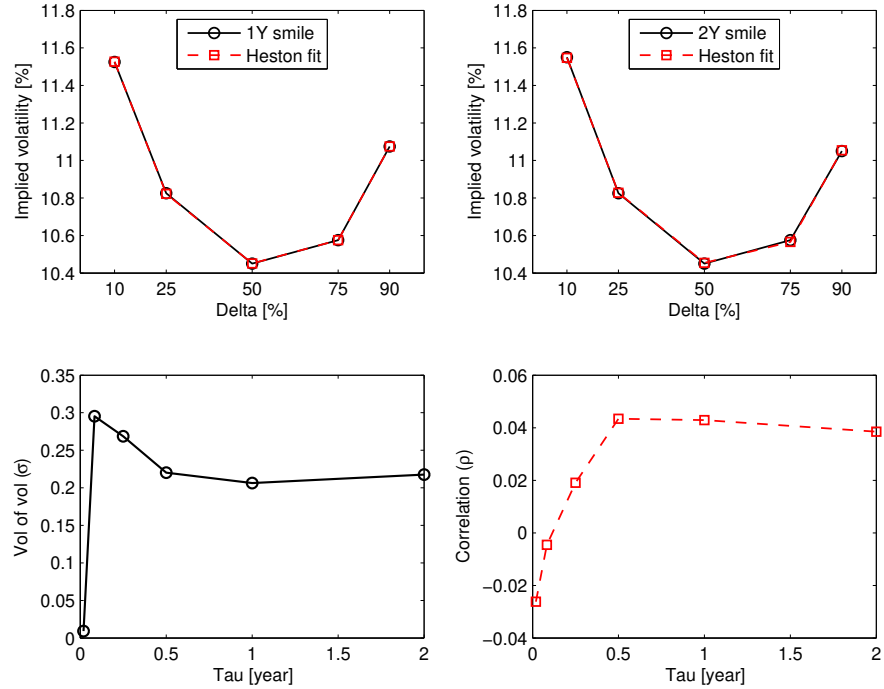 1Y smile
Heston fit
11.8
11.6
11.4
11.2
11
10.8
10.6
10.4
Implied volatility [%]
10 25 50 75 90
Delta [%]
2Y smile
Heston fit
11.8
11.6
11.4
11.2
11
10.8
10.6
10.4
Implied volatility [%]
10 25 50 75 90
Delta [%]
0.35
0.3
0.25
0.2
0.15
0.1
0.05
0
Vol of vol (σ)
0 0.5 1 1.5 2
Tau [year]
0.06
0.04
0.02
0
−0.02
−0.04
Correlation (ρ)
0 0.5 1 1.5 2
Tau [year]